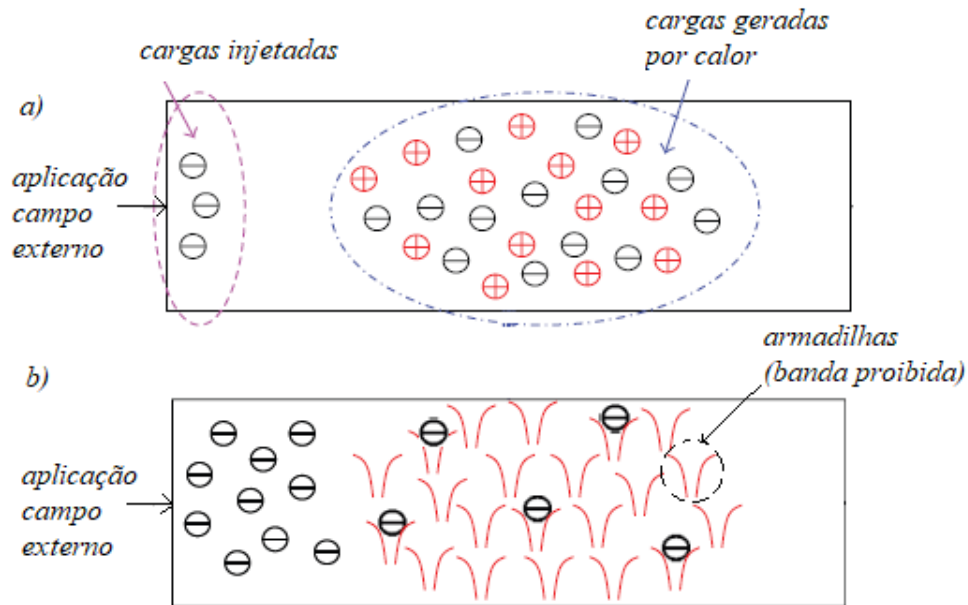 cargas injetadas
cargas geradas
por calor
a)
aplicação
campo
externo
armadilhas
(banda proibida)
b)
aplicação
campo
externo